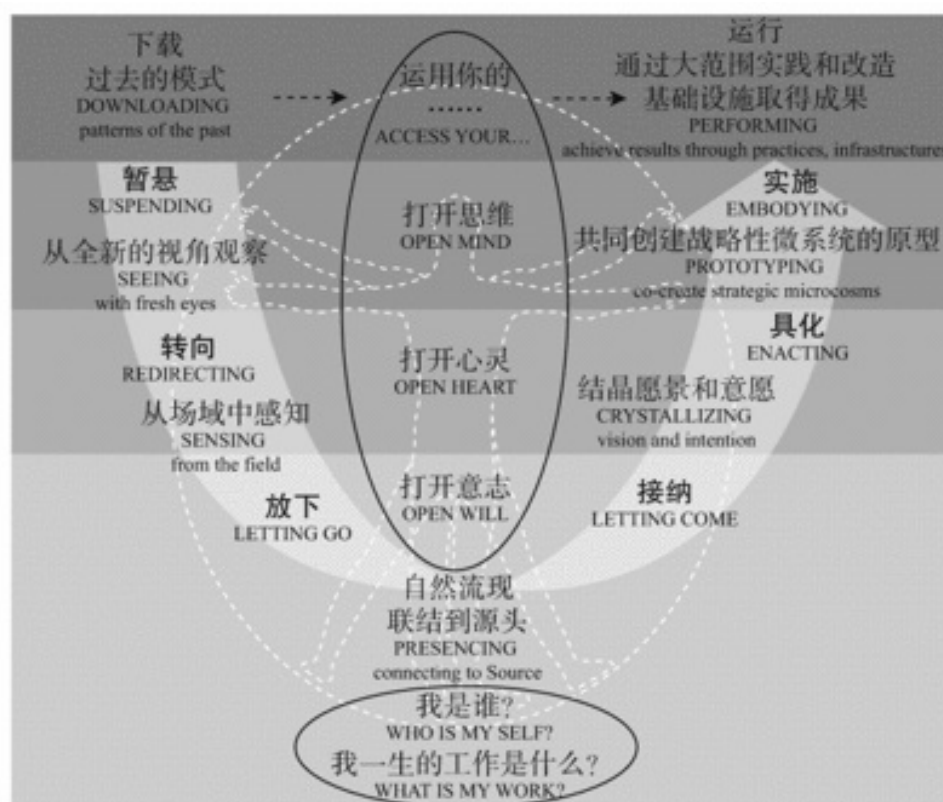 下载
过去的模式
DOWNLOADING
patterns of the past
运用你的
……
ACCESS YOUR…
运行
通过大范围实践和改造
基础设施取得成果
PERFORMING
achieve results through practices, infrastructures
暂悬
SUSPENDING
从全新的视角观察
SEEING
with fresh eyes
打开思维
OPEN MIND
实施
EMBODYING
共同创建战略性微系统的原型
PROTOTYPING
co-create strategic microcosms
转向
REDIRECTING
从场域中感知
SENSING
from the field
打开心灵
OPEN HEART
具化
ENACTING
结晶愿景和意愿
CRYSTALLIZING
vision and intention
放下
LETTING GO
打开意志
OPEN WILL
接纳
LETTING COME
自然流现
联结到源头
PRESENCING
connecting to Source
我是谁?
WHO IS MY SELF?
我一生的工作是什么?
WHAT IS MY WORK?